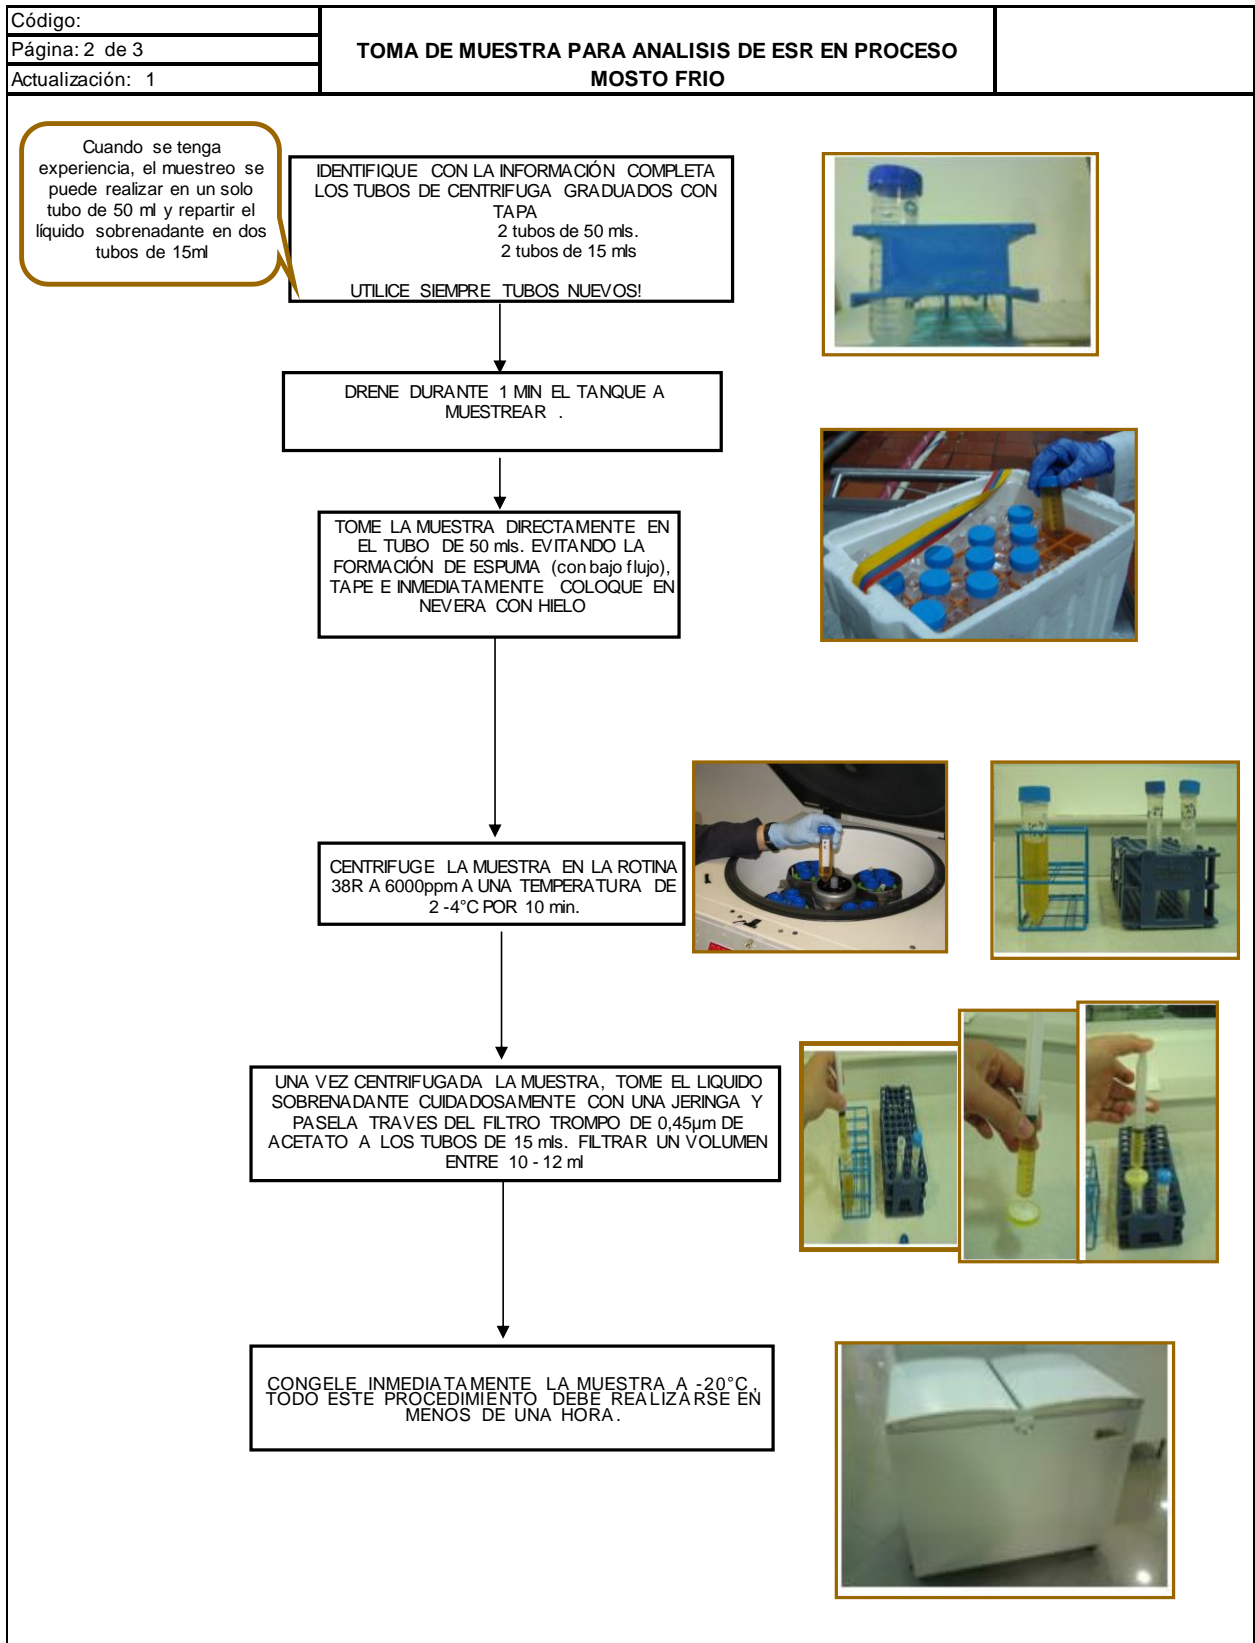 Código:
Página: 2 de 3
Actualización: 1
TOMA DE MUESTRA PARA ANALISIS DE ESR EN PROCESO
MOSTO FRIO
Cuando se tenga
experiencia, el muestreo se
puede realizar en un solo
tubo de 50 ml y repartir el
líquido sobrenadante en dos
tubos de 15ml
IDENTIFIQUE CON LA INFORMACIÓN COMPLETA
LOS TUBOS DE CENTRIFUGA GRADUADOS CON
TAPA
2 tubos de 50 mls.
2 tubos de 15 mls
UTILICE SIEMPRE TUBOS NUEVOS!
DRENE DURANTE 1 MIN EL TANQUE A
MUESTREAR .
TOME LA MUESTRA DIRECTAMENTE EN
EL TUBO DE 50 mls. EVITANDO LA
FORMACIÓN DE ESPUMA (con bajo flujo),
TAPE E INMEDIATAMENTE COLOQUE EN
NEVERA CON HIELO
CENTRIFUGE LA MUESTRA EN LA ROTINA
38R A 6000ppm A UNA TEMPERATURA DE
2 -4°C POR 10 min.
UNA VEZ CENTRIFUGADA LA MUESTRA, TOME EL LIQUIDO
SOBRENADANTE CUIDADOSAMENTE CON UNA JERINGA Y
PASELA TRAVES DEL FILTRO TROMPO DE 0,45µm DE
ACETATO A LOS TUBOS DE 15 mls. FILTRAR UN VOLUMEN
ENTRE 10 - 12 ml
CONGELE INMEDIATAMENTE LA MUESTRA A -20°C ,
TODO ESTE PROCEDIMIENTO DEBE REALIZARSE EN
MENOS DE UNA HORA.